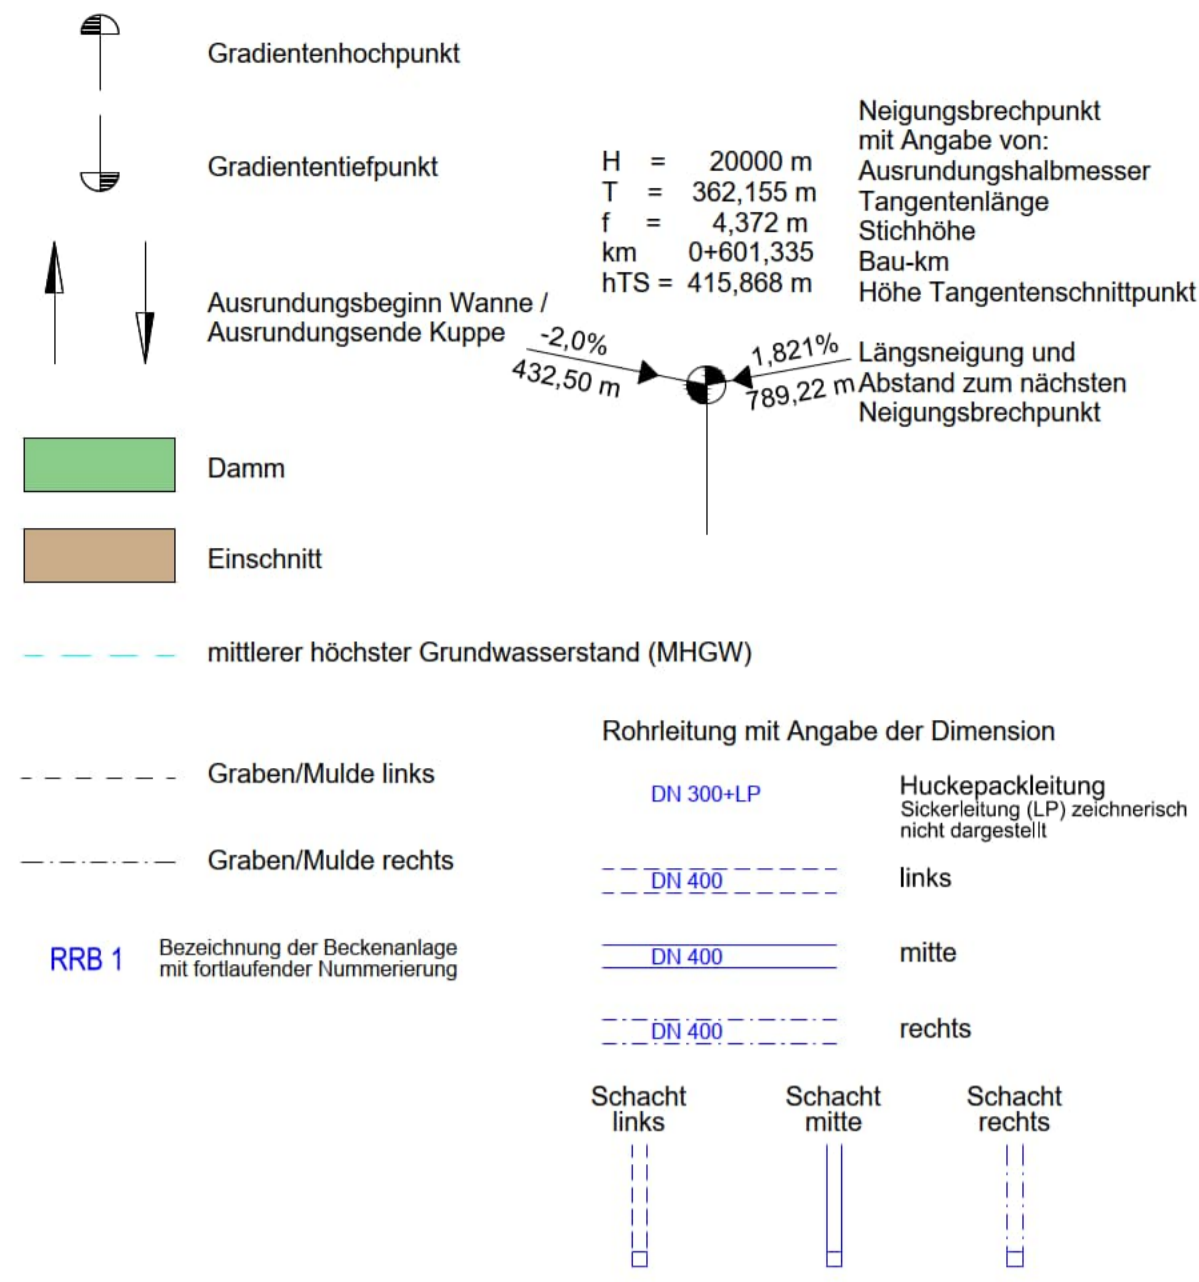 Gradientenhochpunkt
Gradiententiefpunkt
Ausrundungsbeginn Wanne /
Ausrundungsende Kuppe
Damm
Einschnitt
mittlerer höchster Grundwasserstand (MHGW)
Graben/Mulde links
Graben/Mulde rechts
RRB 1
Bezeichnung der Beckenanlage
mit fortlaufender Nummerierung
H = 20000 m
T = 362,155 m
f = 4,372 m
km 0+601,335
hTS = 415,868 m
Neigungsbrechpunkt
mit Angabe von:
Ausrundungshalbmesser
Tangentenlänge
Stichhöhe
Bau-km
Höhe Tangentenschnittpunkt
-2,0%
432,50 m
1,821%
789,22 m
Längsneigung und
Abstand zum nächsten
Neigungsbrechpunkt
Rohrleitung mit Angabe der Dimension
DN 300+LP
Huckepackleitung
Sickerleitung (LP) zeichnerisch
nicht dargestellt
DN 400
links
DN 400
mitte
DN 400
rechts
Schacht
links
Schacht
mitte
Schacht
rechts